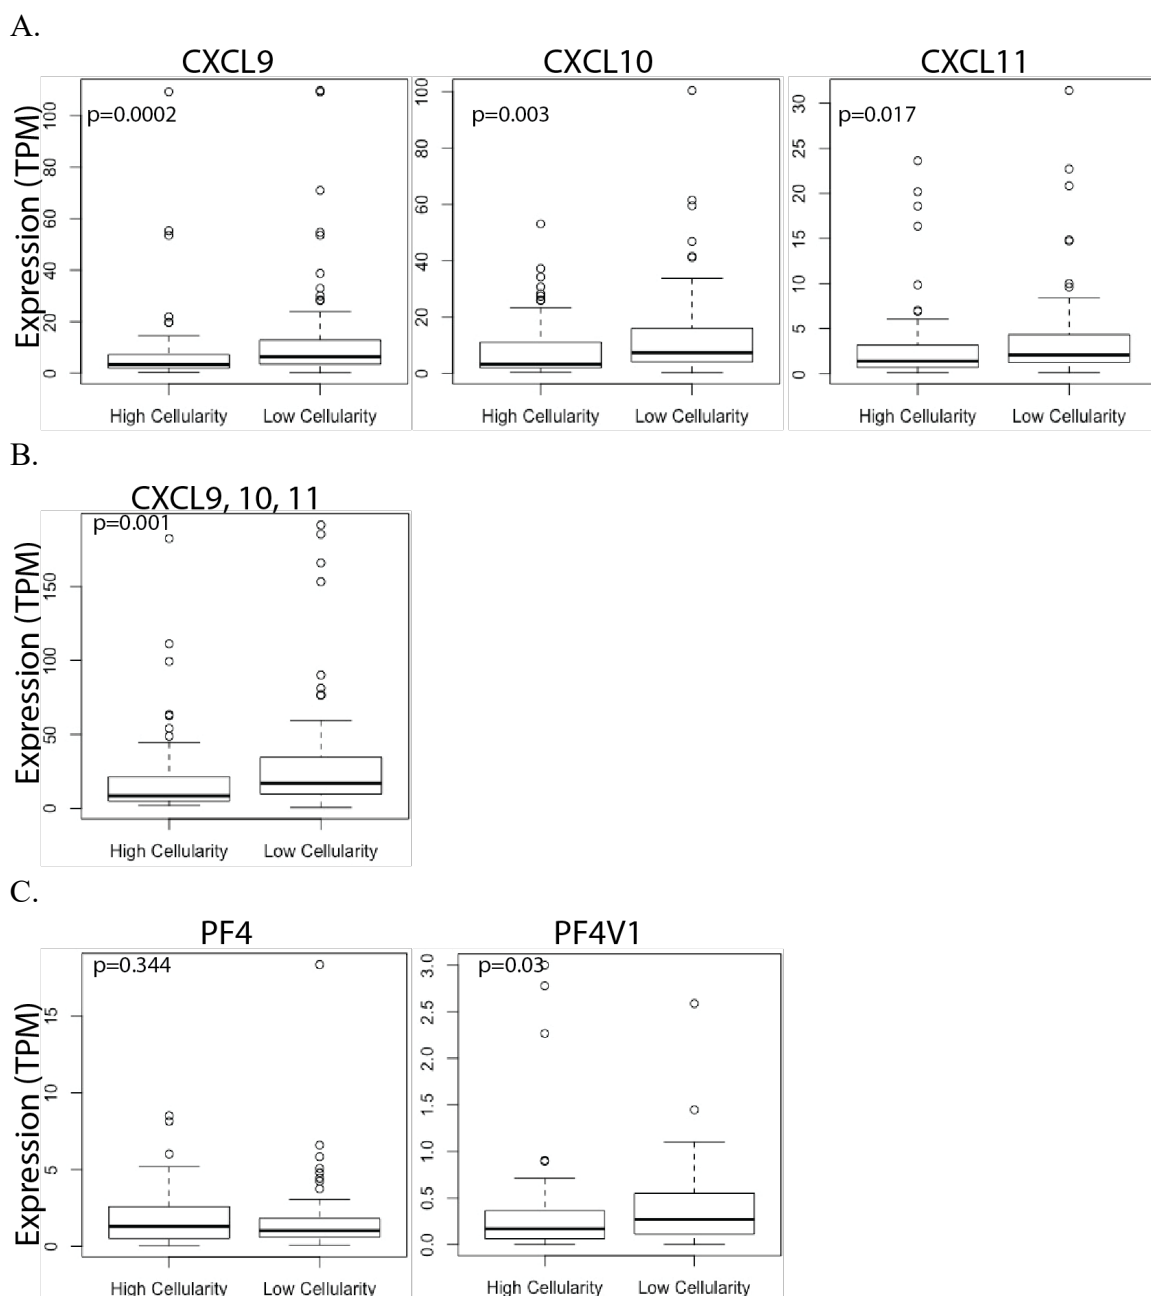 A.
CXCL9 CXCL10 CXCL11
Expression (TPM)
p=0.0002
0 20 40 60 80 100
High Cellularity Low Cellularity
p=0.003
0 20 40 60 80 100
High Cellularity Low Cellularity
p=0.017
0 5 10 15 20 25 30
High Cellularity Low Cellularity
B.
CXCL9, 10, 11
Expression (TPM)
p=0.001
0 50 100 150
High Cellularity Low Cellularity
C.
PF4 PF4V1
Expression (TPM)
p=0.344
0 5 10 15
High Cellularity Low Cellularity
p=0.03
0.0 0.5 1.0 1.5 2.0 2.5 3.0
High Cellularity Low Cellularity